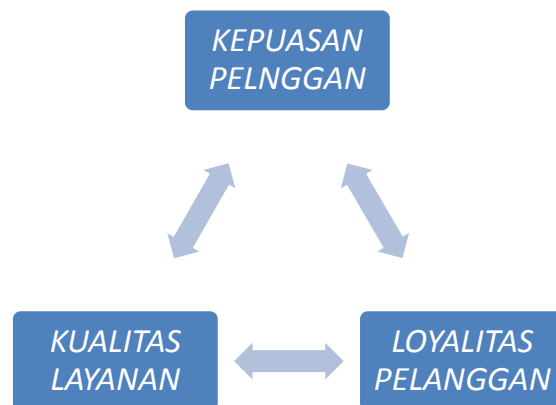 KEPUASAN
PELNGGAN
KUALITAS
LAYANAN
LOYALITAS
PELANGGAN